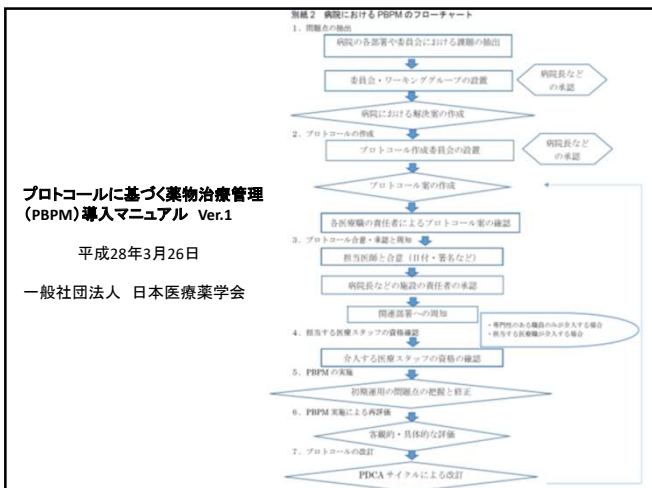 プロトコールに基づく薬物治療管理
（PBPM）導入マニュアル Ver.1
平成28年3月26日
一般社団法人 日本医療薬学会
別紙２ 病院における PBPM のフローチャート
１．問題点の抽出
病院の各部署や委員会における課題の抽出
委員会・ワーキンググループの設置
病院長など
の承認
病院における解決案の作成
２．プロトコールの作成
プロトコール作成委員会の設置
病院長など
の承認
プロトコール案の作成
各医療職の責任者によるプロトコール案の確認
３．プロトコール合意・承認と周知
担当医師と合意（日付・署名など）
病院長などの施設の責任者の承認
関連部署への周知
・専門性のある職員のみが介入する場合
・担当する医療職が介入する場合
４．担当する医療スタッフの資格確認
介入する医療スタッフの資格の確認
５．PBPM の実施
初期運用の問題点の把握と修正
６．PBPM 実施による再評価
客観的・具体的な評価
７．プロトコールの改訂
PDCA サイクルによる改訂